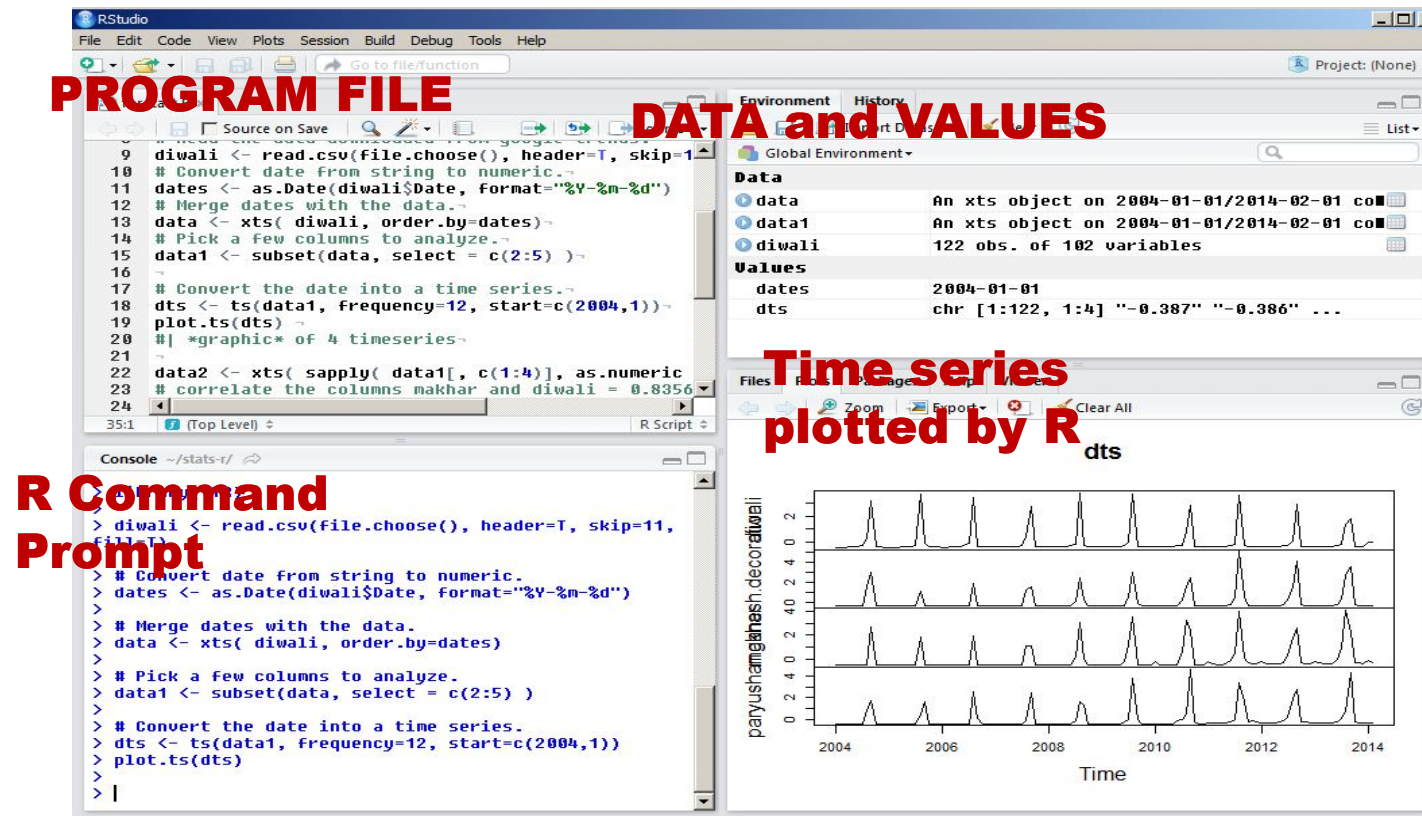 RStudio
File Edit Code View Plots Session Build Debug Tools Help
Go to file/function
Project: (None)
PROGRAM FILE
Source on Save
9 diwali <- read.csv(file.choose(), header=T, skip=1
10 # Convert date from string to numeric.
11 dates <- as.Date(diwali$Date, format="%Y-%m-%d")
12 # Merge dates with the data.
13 data <- xts( diwali, order.by=dates)
14 # Pick a few columns to analyze.
15 data1 <- subset(data, select = c(2:5) )
16
17 # Convert the date into a time series.
18 dts <- ts(data1, frequency=12, start=c(2004,1))
19 plot.ts(dts)
20 #| *graphic* of 4 timeseries
21
22 data2 <- xts( sapply( data1[, c(1:4)], as.numeric
23 # correlate the columns makhar and diwali = 0.8356
24
35:1 (Top Level) R Script
Console ~/stats-r/
R Command
Prompt
>
> diwali <- read.csv(file.choose(), header=T, skip=11,
fill=T)
> # Convert date from string to numeric.
> dates <- as.Date(diwali$Date, format="%Y-%m-%d")
>
> # Merge dates with the data.
> data <- xts( diwali, order.by=dates)
>
> # Pick a few columns to analyze.
> data1 <- subset(data, select = c(2:5) )
>
> # Convert the date into a time series.
> dts <- ts(data1, frequency=12, start=c(2004,1))
> plot.ts(dts)
>
>
Environment History
DATA and VALUES
List
Global Environment
Data
data An xts object on 2004-01-01/2014-02-01 co
data1 An xts object on 2004-01-01/2014-02-01 co
diwali 122 obs. of 102 variables
Values
dates 2004-01-01
dts chr [1:122, 1:4] "-0.387" "-0.386" ...
Time series
plotted by R
Files
Zoom Export Clear All
dts
0 2
0 2 4
0 2 4
0 2 4
2004 2006 2008 2010 2012 2014
Time